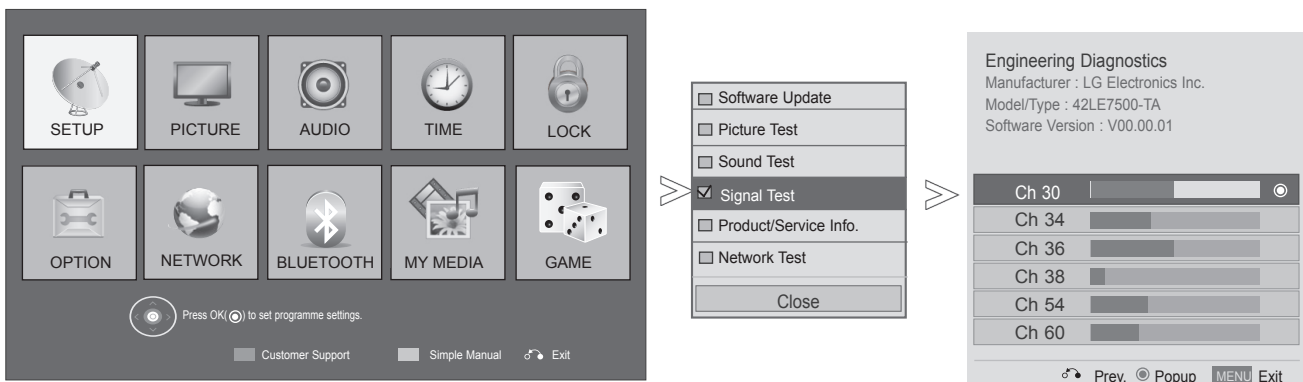 SETUP PICTURE AUDIO TIME LOCK
OPTION NETWORK BLUETOOTH MY MEDIA GAME
Press OK( ) to set programme settings.
Customer Support Simple Manual Exit
Software Update
Picture Test
Sound Test
Signal Test
Product/Service Info.
Network Test
Close
Engineering Diagnostics
Manufacturer : LG Electronics Inc.
Model/Type : 42LE7500-TA
Software Version : V00.00.01
Ch 30
Ch 34
Ch 36
Ch 38
Ch 54
Ch 60
Prev. Popup MENU Exit